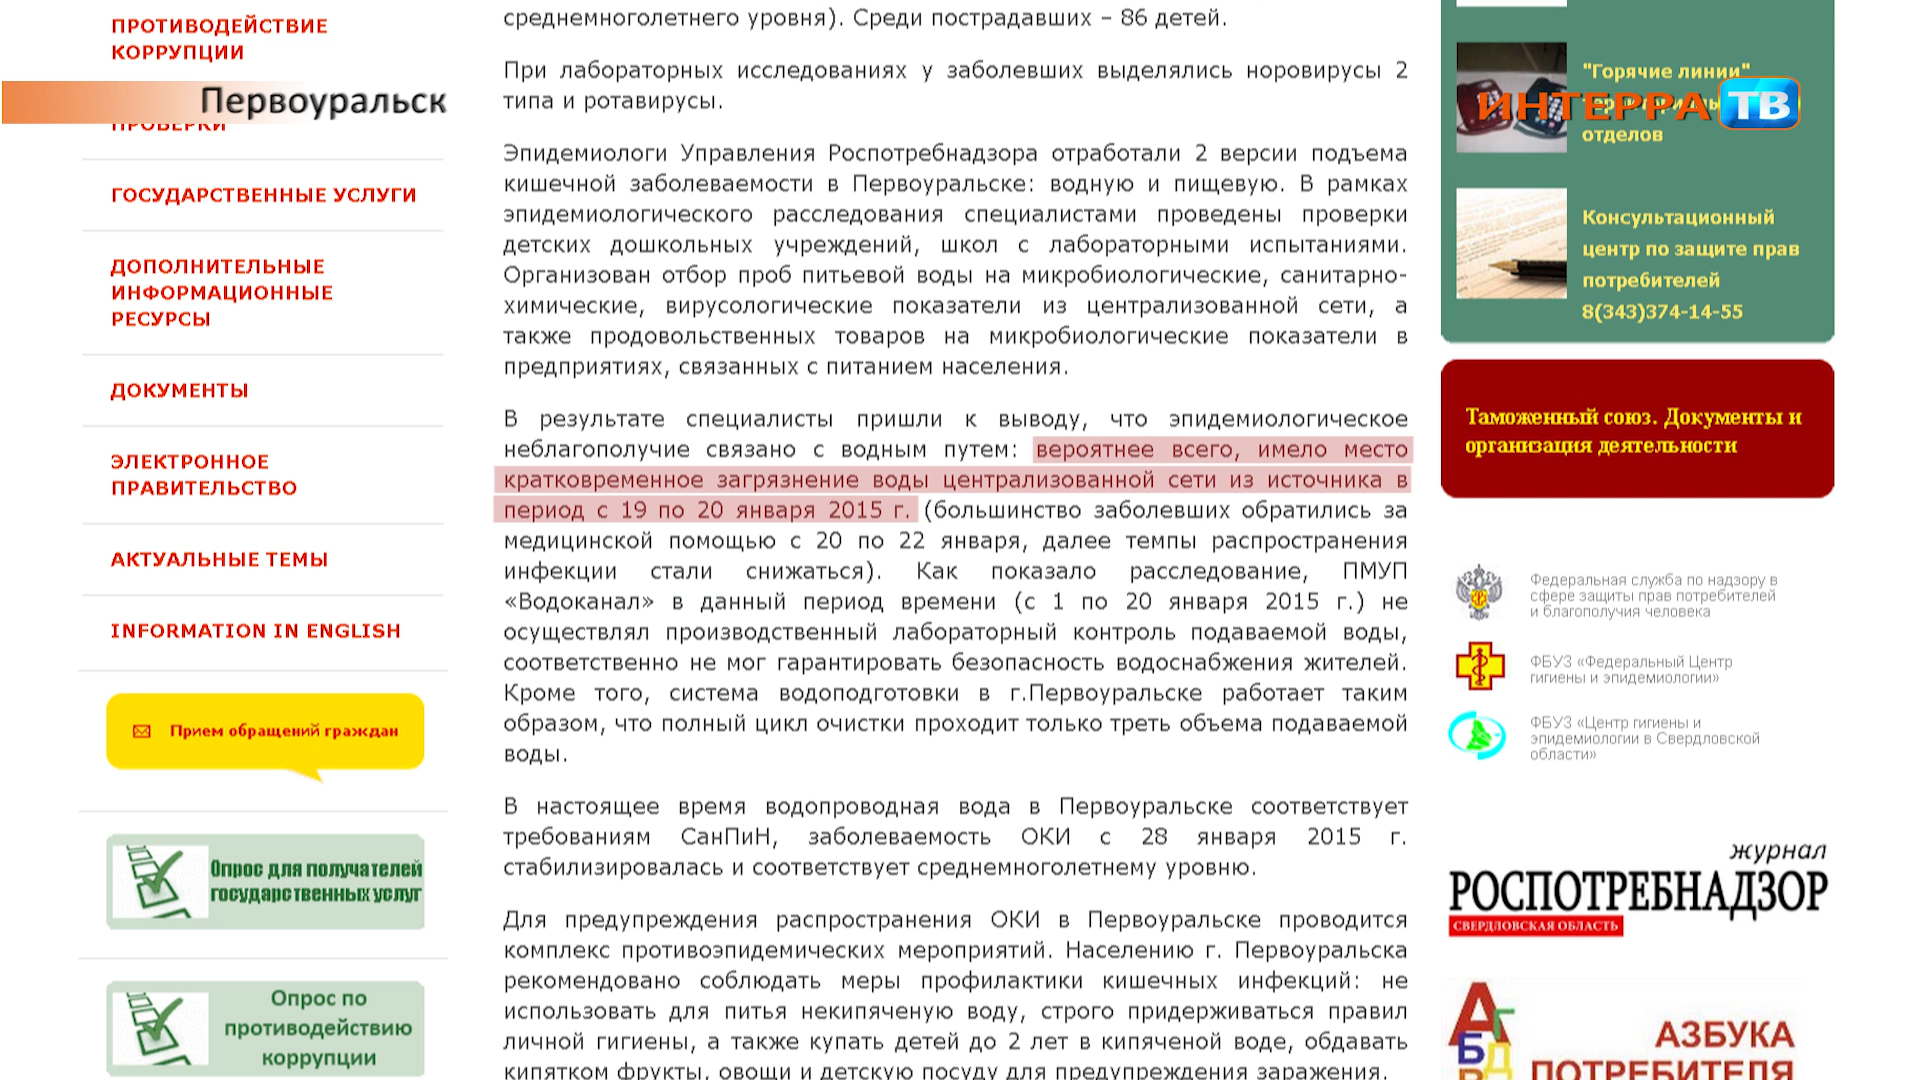 ПРОТИВОДЕЙСТВИЕ
КОРРУПЦИИ
Первоуральск
ПРОВЕРКИ
ГОСУДАРСТВЕННЫЕ УСЛУГИ
ДОПОЛНИТЕЛЬНЫЕ
ИНФОРМАЦИОННЫЕ
РЕСУРСЫ
ДОКУМЕНТЫ
ЭЛЕКТРОННОЕ
ПРАВИТЕЛЬСТВО
АКТУАЛЬНЫЕ ТЕМЫ
INFORMATION IN ENGLISH
Прием обращений граждан
Опрос для получателей
государственных услуг
Опрос по
противодействию
коррупции
среднемноголетнего уровня). Среди пострадавших – 86 детей.
При лабораторных исследованиях у заболевших выделялись норовирусы 2
типа и ротавирусы.
Эпидемиологи Управления Роспотребнадзора отработали 2 версии подъема
кишечной заболеваемости в Первоуральске: водную и пищевую. В рамках
эпидемиологического расследования специалистами проведены проверки
детских дошкольных учреждений, школ с лабораторными испытаниями.
Организован отбор проб питьевой воды на микробиологические, санитарно-
химические, вирусологические показатели из централизованной сети, а
также продовольственных товаров на микробиологические показатели в
предприятиях, связанных с питанием населения.
В результате специалисты пришли к выводу, что эпидемиологическое
неблагополучие связано с водным путем: вероятнее всего, имело место
кратковременное загрязнение воды централизованной сети из источника в
период с 19 по 20 января 2015 г. (большинство заболевших обратились за
медицинской помощью с 20 по 22 января, далее темпы распространения
инфекции стали снижаться). Как показало расследование, ПМУП
«Водоканал» в данный период времени (с 1 по 20 января 2015 г.) не
осуществлял производственный лабораторный контроль подаваемой воды,
соответственно не мог гарантировать безопасность водоснабжения жителей.
Кроме того, система водоподготовки в г.Первоуральске работает таким
образом, что полный цикл очистки проходит только треть объема подаваемой
воды.
В настоящее время водопроводная вода в Первоуральске соответствует
требованиям СанПиН, заболеваемость ОКИ с 28 января 2015 г.
стабилизировалась и соответствует среднемноголетнему уровню.
Для предупреждения распространения ОКИ в Первоуральске проводится
комплекс противоэпидемических мероприятий. Населению г. Первоуральска
рекомендовано соблюдать меры профилактики кишечных инфекций: не
использовать для питья некипяченую воду, строго придерживаться правил
личной гигиены, а также купать детей до 2 лет в кипяченой воде, обдавать
кипятком фрукты, овощи и детскую посуду для предупреждения заражения.
"Горячие линии"
ИНТЕРРА ТВ
отделов
Консультационный
центр по защите прав
потребителей
8(343)374-14-55
Таможенный союз. Документы и
организация деятельности
Федеральная служба по надзору в
сфере защиты прав потребителей
и благополучия человека
ФБУЗ «Федеральный Центр
гигиены и эпидемиологии»
ФБУЗ «Центр гигиены и
эпидемиологии в Свердловской
области»
журнал
РОСПОТРЕБНАДЗОР
СВЕРДЛОВСКАЯ ОБЛАСТЬ
АЗБУКА
ПОТРЕБИТЕЛЯ